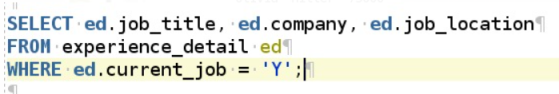 SELECT ed.job_title, ed.company, ed.job_location
FROM experience_detail ed
WHERE ed.current_job = 'Y';